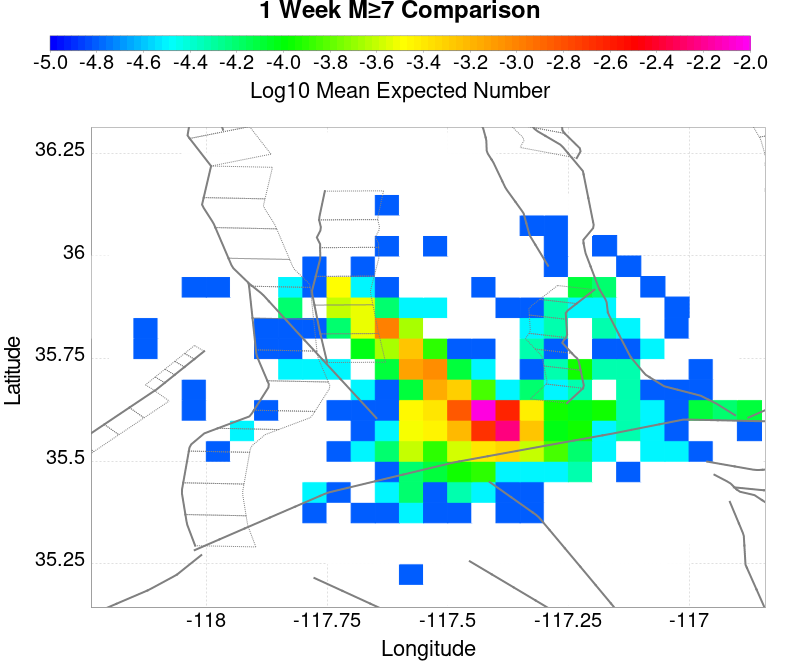 1 Week M≥7 Comparison
-5.0 -4.8 -4.6 -4.4 -4.2 -4.0 -3.8 -3.6 -3.4 -3.2 -3.0 -2.8 -2.6 -2.4 -2.2 -2.0
Log10 Mean Expected Number
36.25
36
35.75
35.5
35.25
Latitude
-118 -117.75 -117.5 -117.25 -117
Longitude